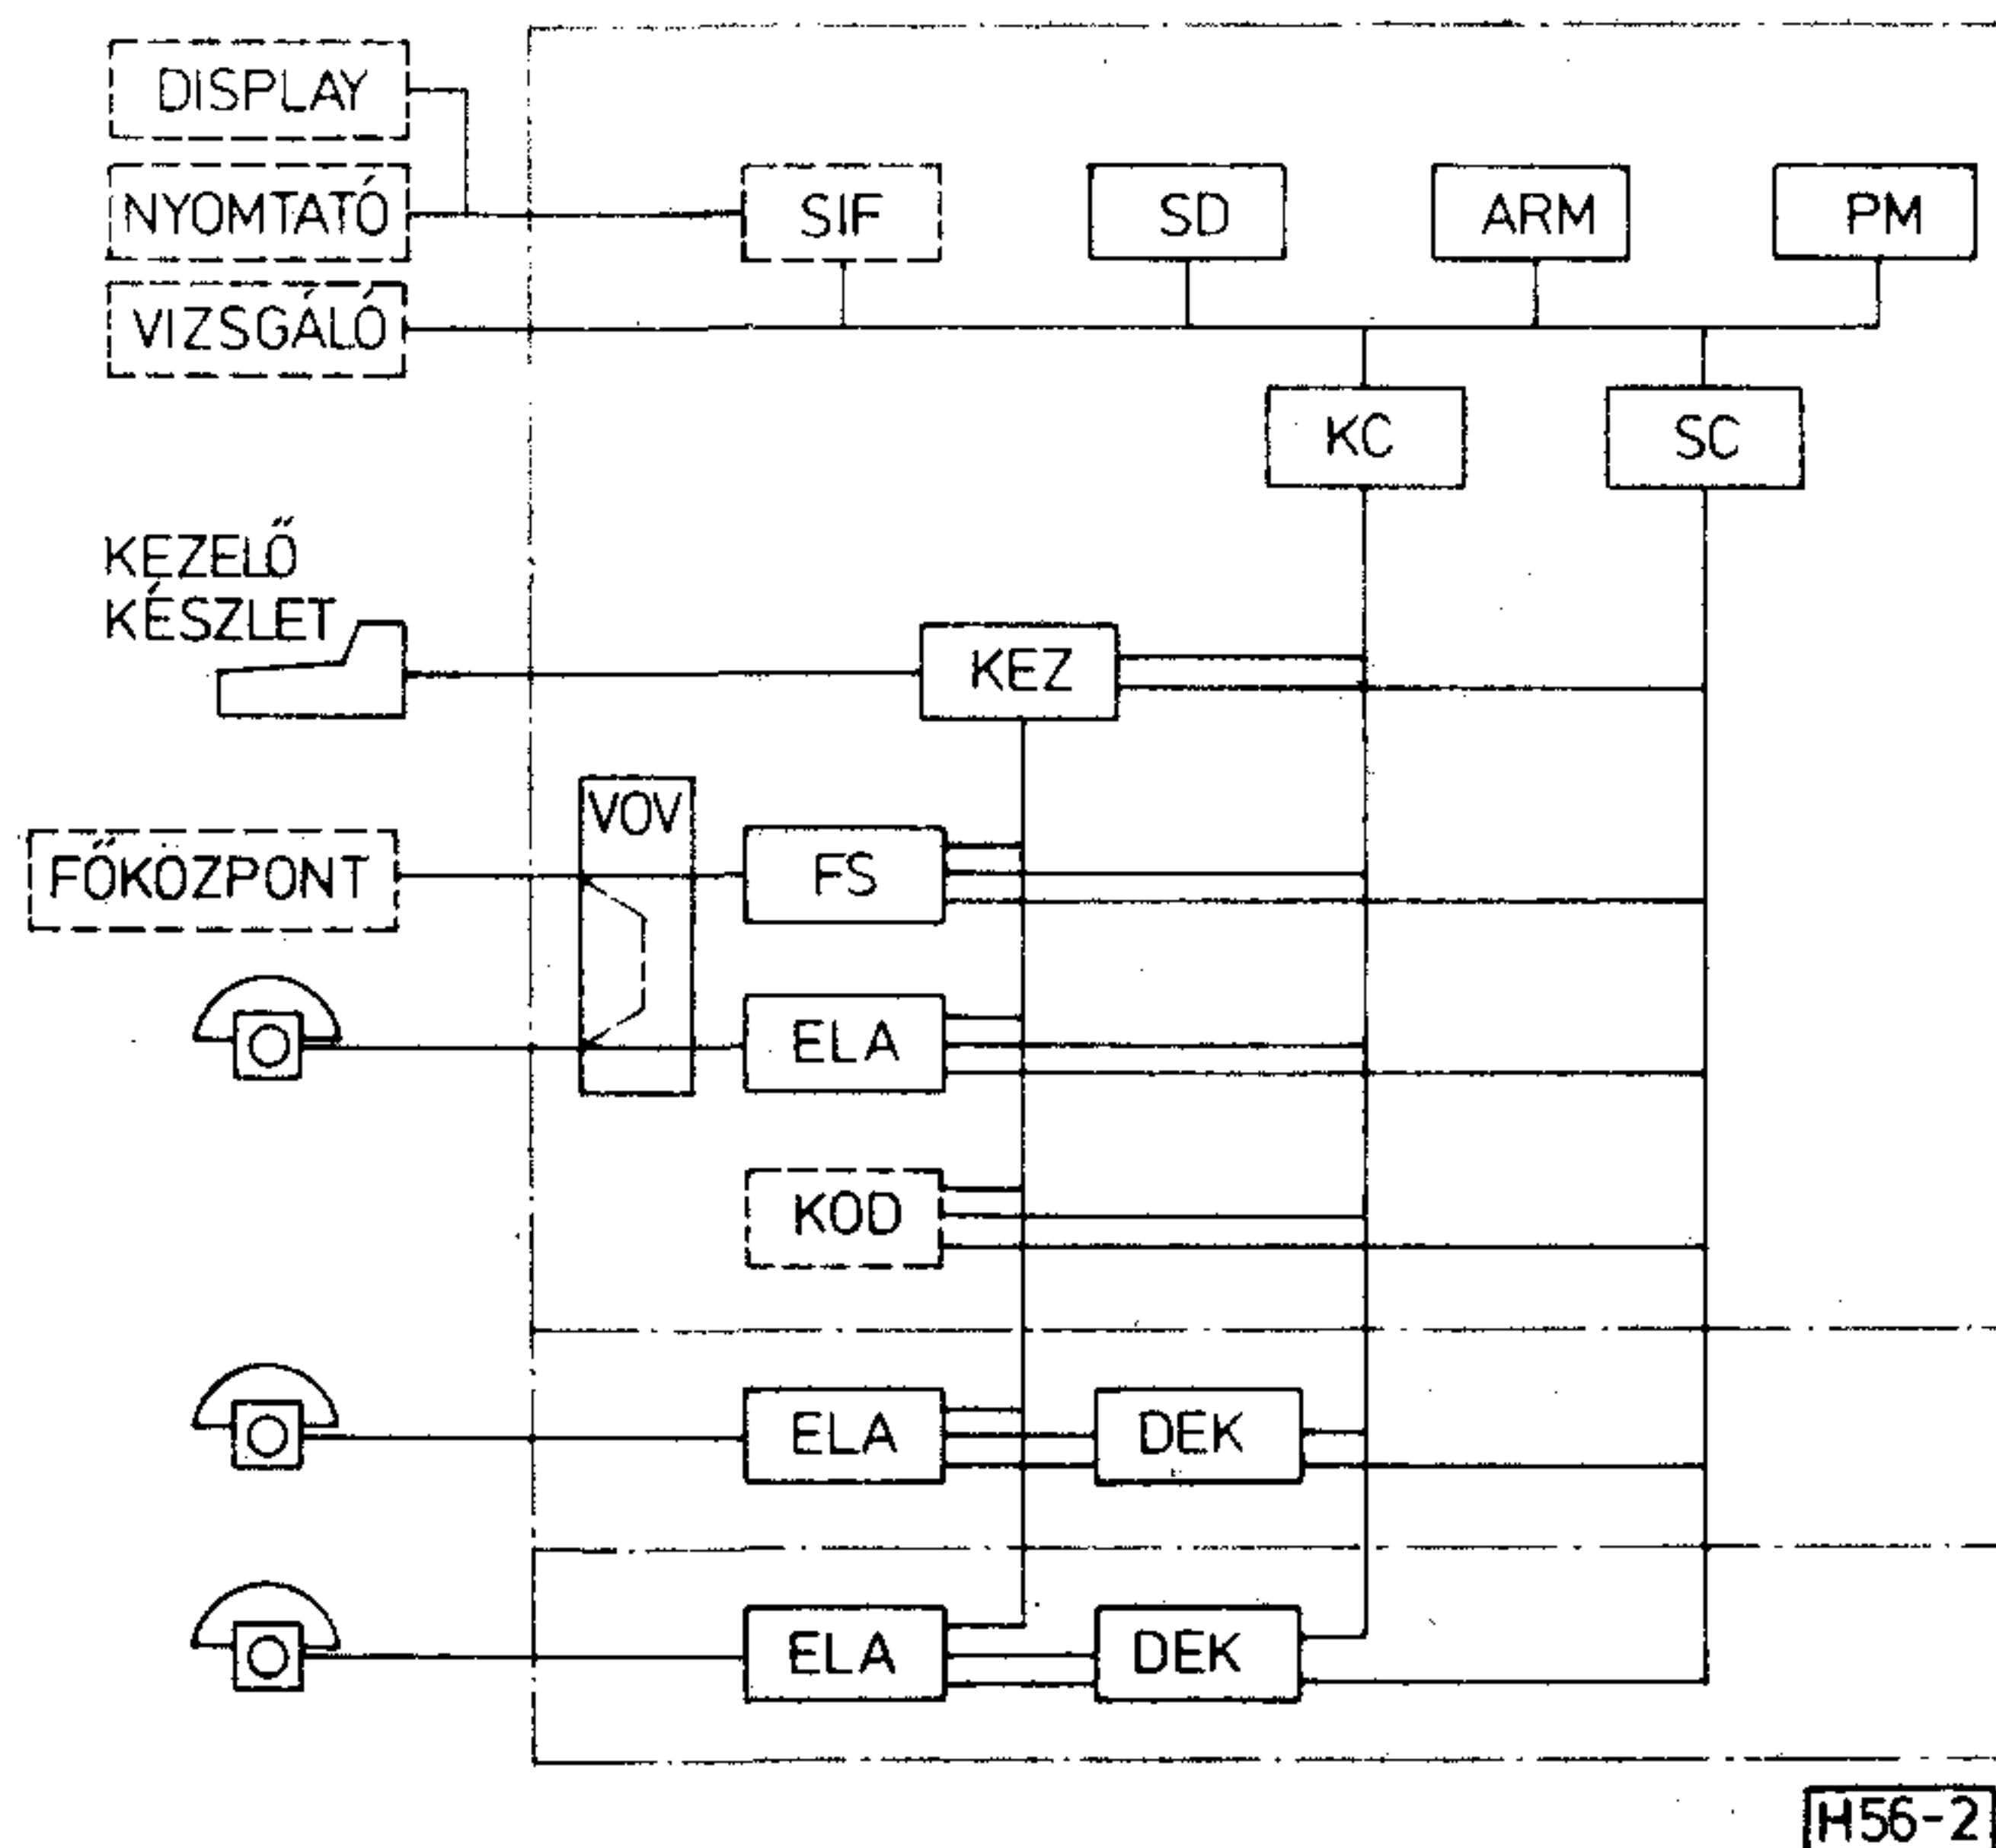 DISPLAY
NYOMTATÓ
SIF
SD
ARM
PM
VIZSGÁLÓ
KC
SC
KEZELŐ
KÉSZLET
KEZ
VOV
FŐKÖZPONT
FS
ELA
KOD
ELA
DEK
ELA
DEK
H56-2